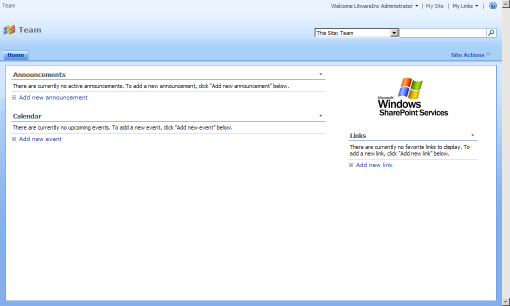 Team
Welcome LitwareInc Administrator | My Site | My Links |
Team
This Site: Team
Home
Site Actions
Announcements
There are currently no active announcements. To add a new announcement, click "Add new announcement" below.
Add new announcement
Calendar
There are currently no upcoming events. To add a new event, click "Add new event" below.
Add new event
Microsoft
Windows
SharePoint Services
Links
There are currently no favorite links to display. To
add a new link, click "Add new link" below.
Add new link